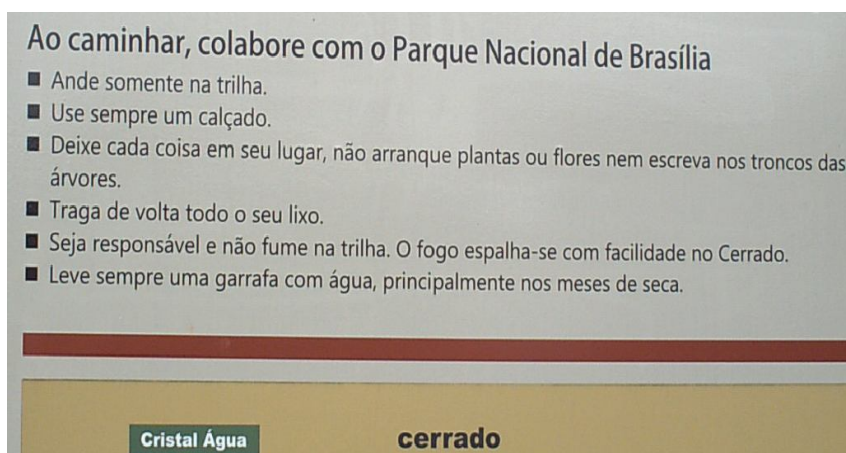 Ao caminhar, colabore com o Parque Nacional de Brasília
■ Ande somente na trilha.
■ Use sempre um calçado.
■ Deixe cada coisa em seu lugar, não arranque plantas ou flores nem escreva nos troncos das
árvores.
■ Traga de volta todo o seu lixo.
■ Seja responsável e não fume na trilha. O fogo espalha-se com facilidade no Cerrado.
■ Leve sempre uma garrafa com água, principalmente nos meses de seca.
Cristal Água
cerrado